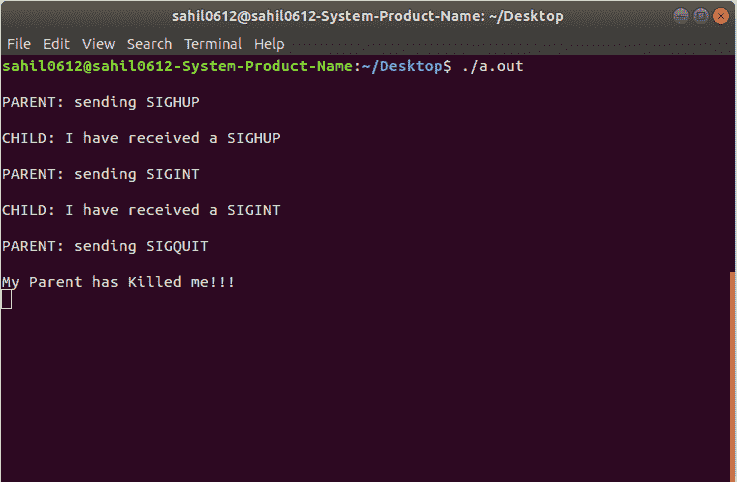 sahil0612@sahil0612-System-Product-Name: ~/Desktop
File Edit View Search Terminal Help
sahil0612@sahil0612-System-Product-Name:~/Desktop$ ./a.out
PARENT: sending SIGHUP
CHILD: I have received a SIGHUP
PARENT: sending SIGINT
CHILD: I have received a SIGINT
PARENT: sending SIGQUIT
My Parent has Killed me!!!